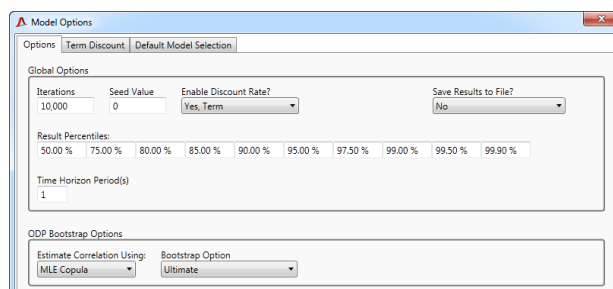 Model Options
Options Term Discount Default Model Selection
Global Options
Iterations Seed Value Enable Discount Rate? Save Results to File?
10,000 0 Yes, Term No
Result Percentiles:
50.00 % 75.00 % 80.00 % 85.00 % 90.00 % 95.00 % 97.50 % 99.00 % 99.50 % 99.90 %
Time Horizon Period(s)
1
ODP Bootstrap Options
Estimate Correlation Using: Bootstrap Option
MLE Copula Ultimate